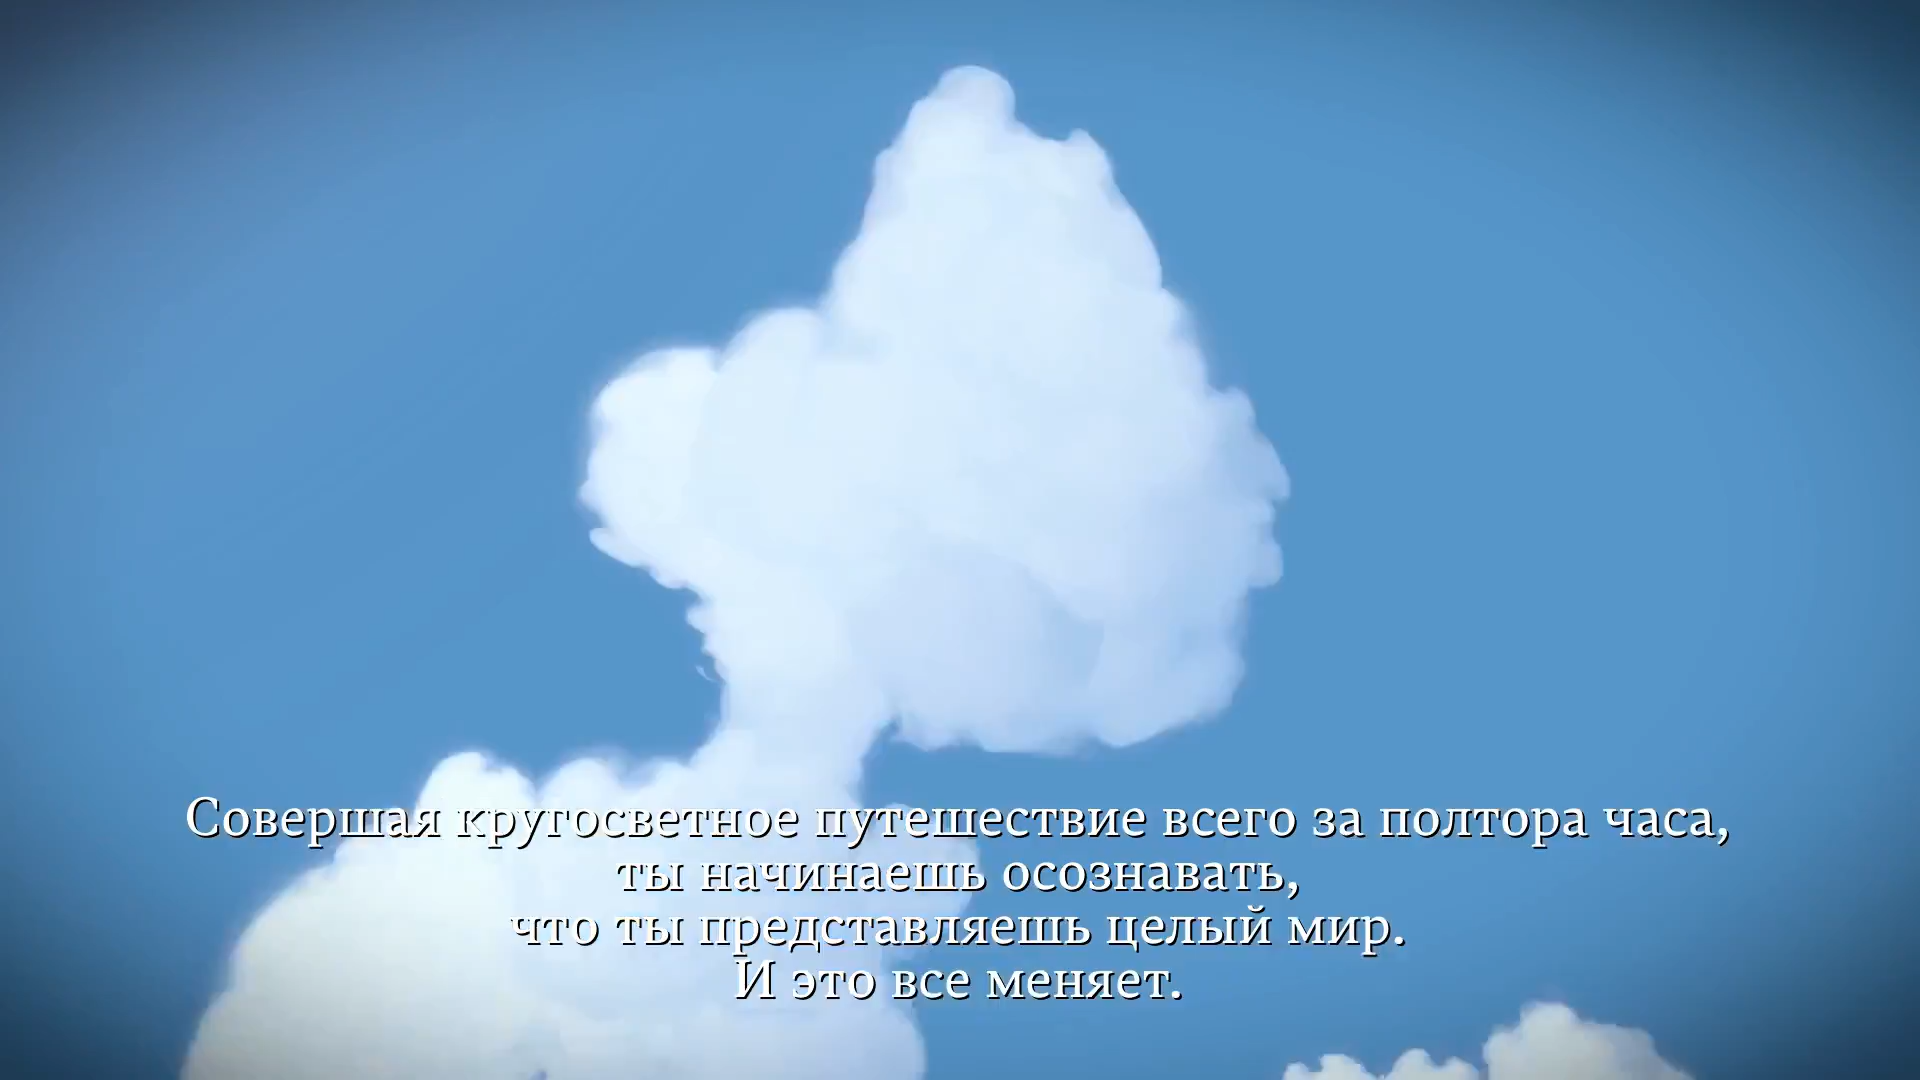 Совершая кругосветное путешествие всего за полтора часа,
ты начинаешь осознавать,
что ты представляешь целый мир.
И это все меняет.